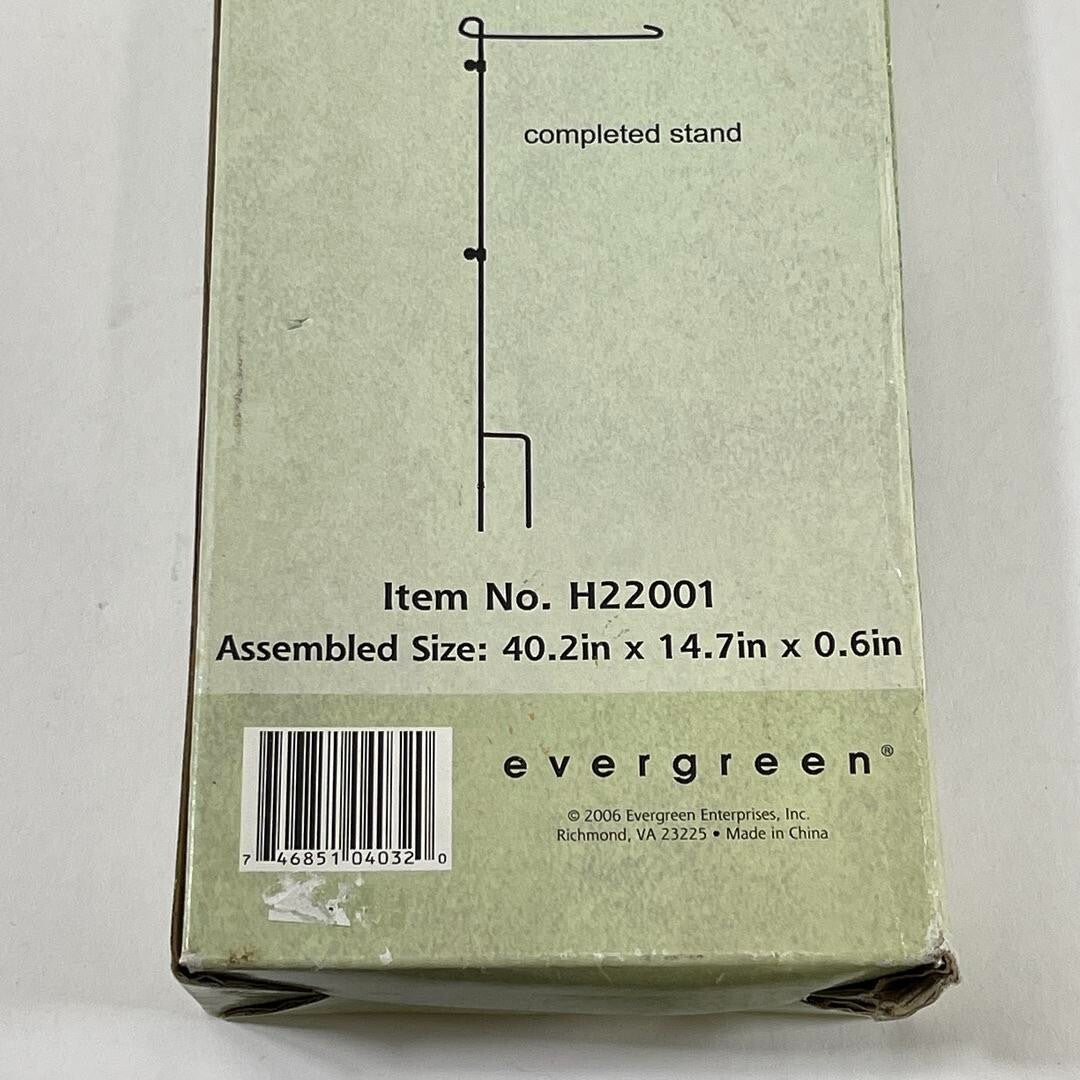 completed stand
Item No. H22001
Assembled Size: 40.2in x 14.7in x 0.6in
evergreen®
© 2006 Evergreen Enterprises, Inc.
Richmond, VA 23225 • Made in China
7 46851 04032 0